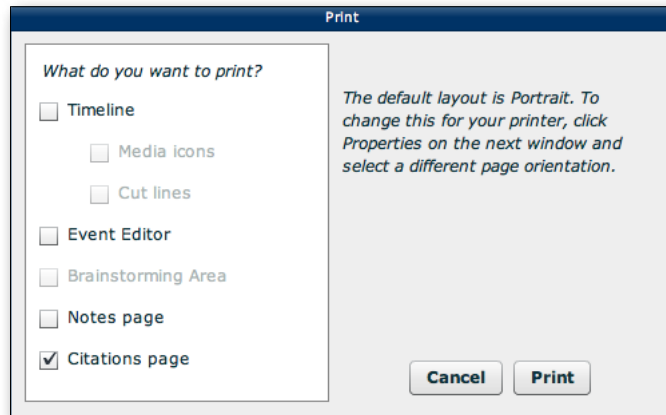 Print
What do you want to print?
Timeline
Media icons
Cut lines
Event Editor
Brainstorming Area
Notes page
Citations page
The default layout is Portrait. To
change this for your printer, click
Properties on the next window and
select a different page orientation.
Cancel
Print